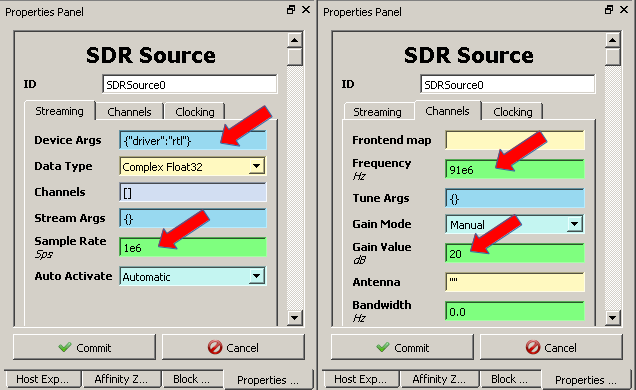 Properties Panel
SDR Source
ID SDRSource0
Streaming Channels Clocking
Device Args {"driver":"rtl"}
Data Type Complex Float32
Channels []
Stream Args {}
Sample Rate
Sps
1e6
Auto Activate Automatic
Commit Cancel
Host Exp... Affinity Z... Block ... Properties ...
Properties Panel
SDR Source
ID SDRSource0
Streaming Channels Clocking
Frontend map
Frequency
Hz
91e6
Tune Args {}
Gain Mode Manual
Gain Value
dB
20
Antenna ""
Bandwidth
Hz
0.0
Commit Cancel
Host Exp... Affinity Z... Block ... Properties ...